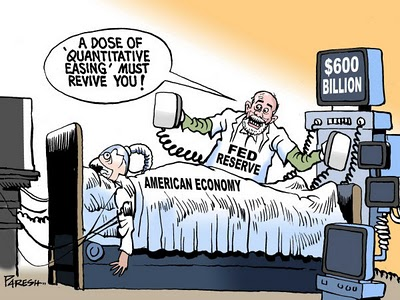 A DOSE OF
'QUANTITATIVE
EASING' MUST
REVIVE YOU!
$600
BILLION
FED
RESERVE
AMERICAN ECONOMY
PARESH